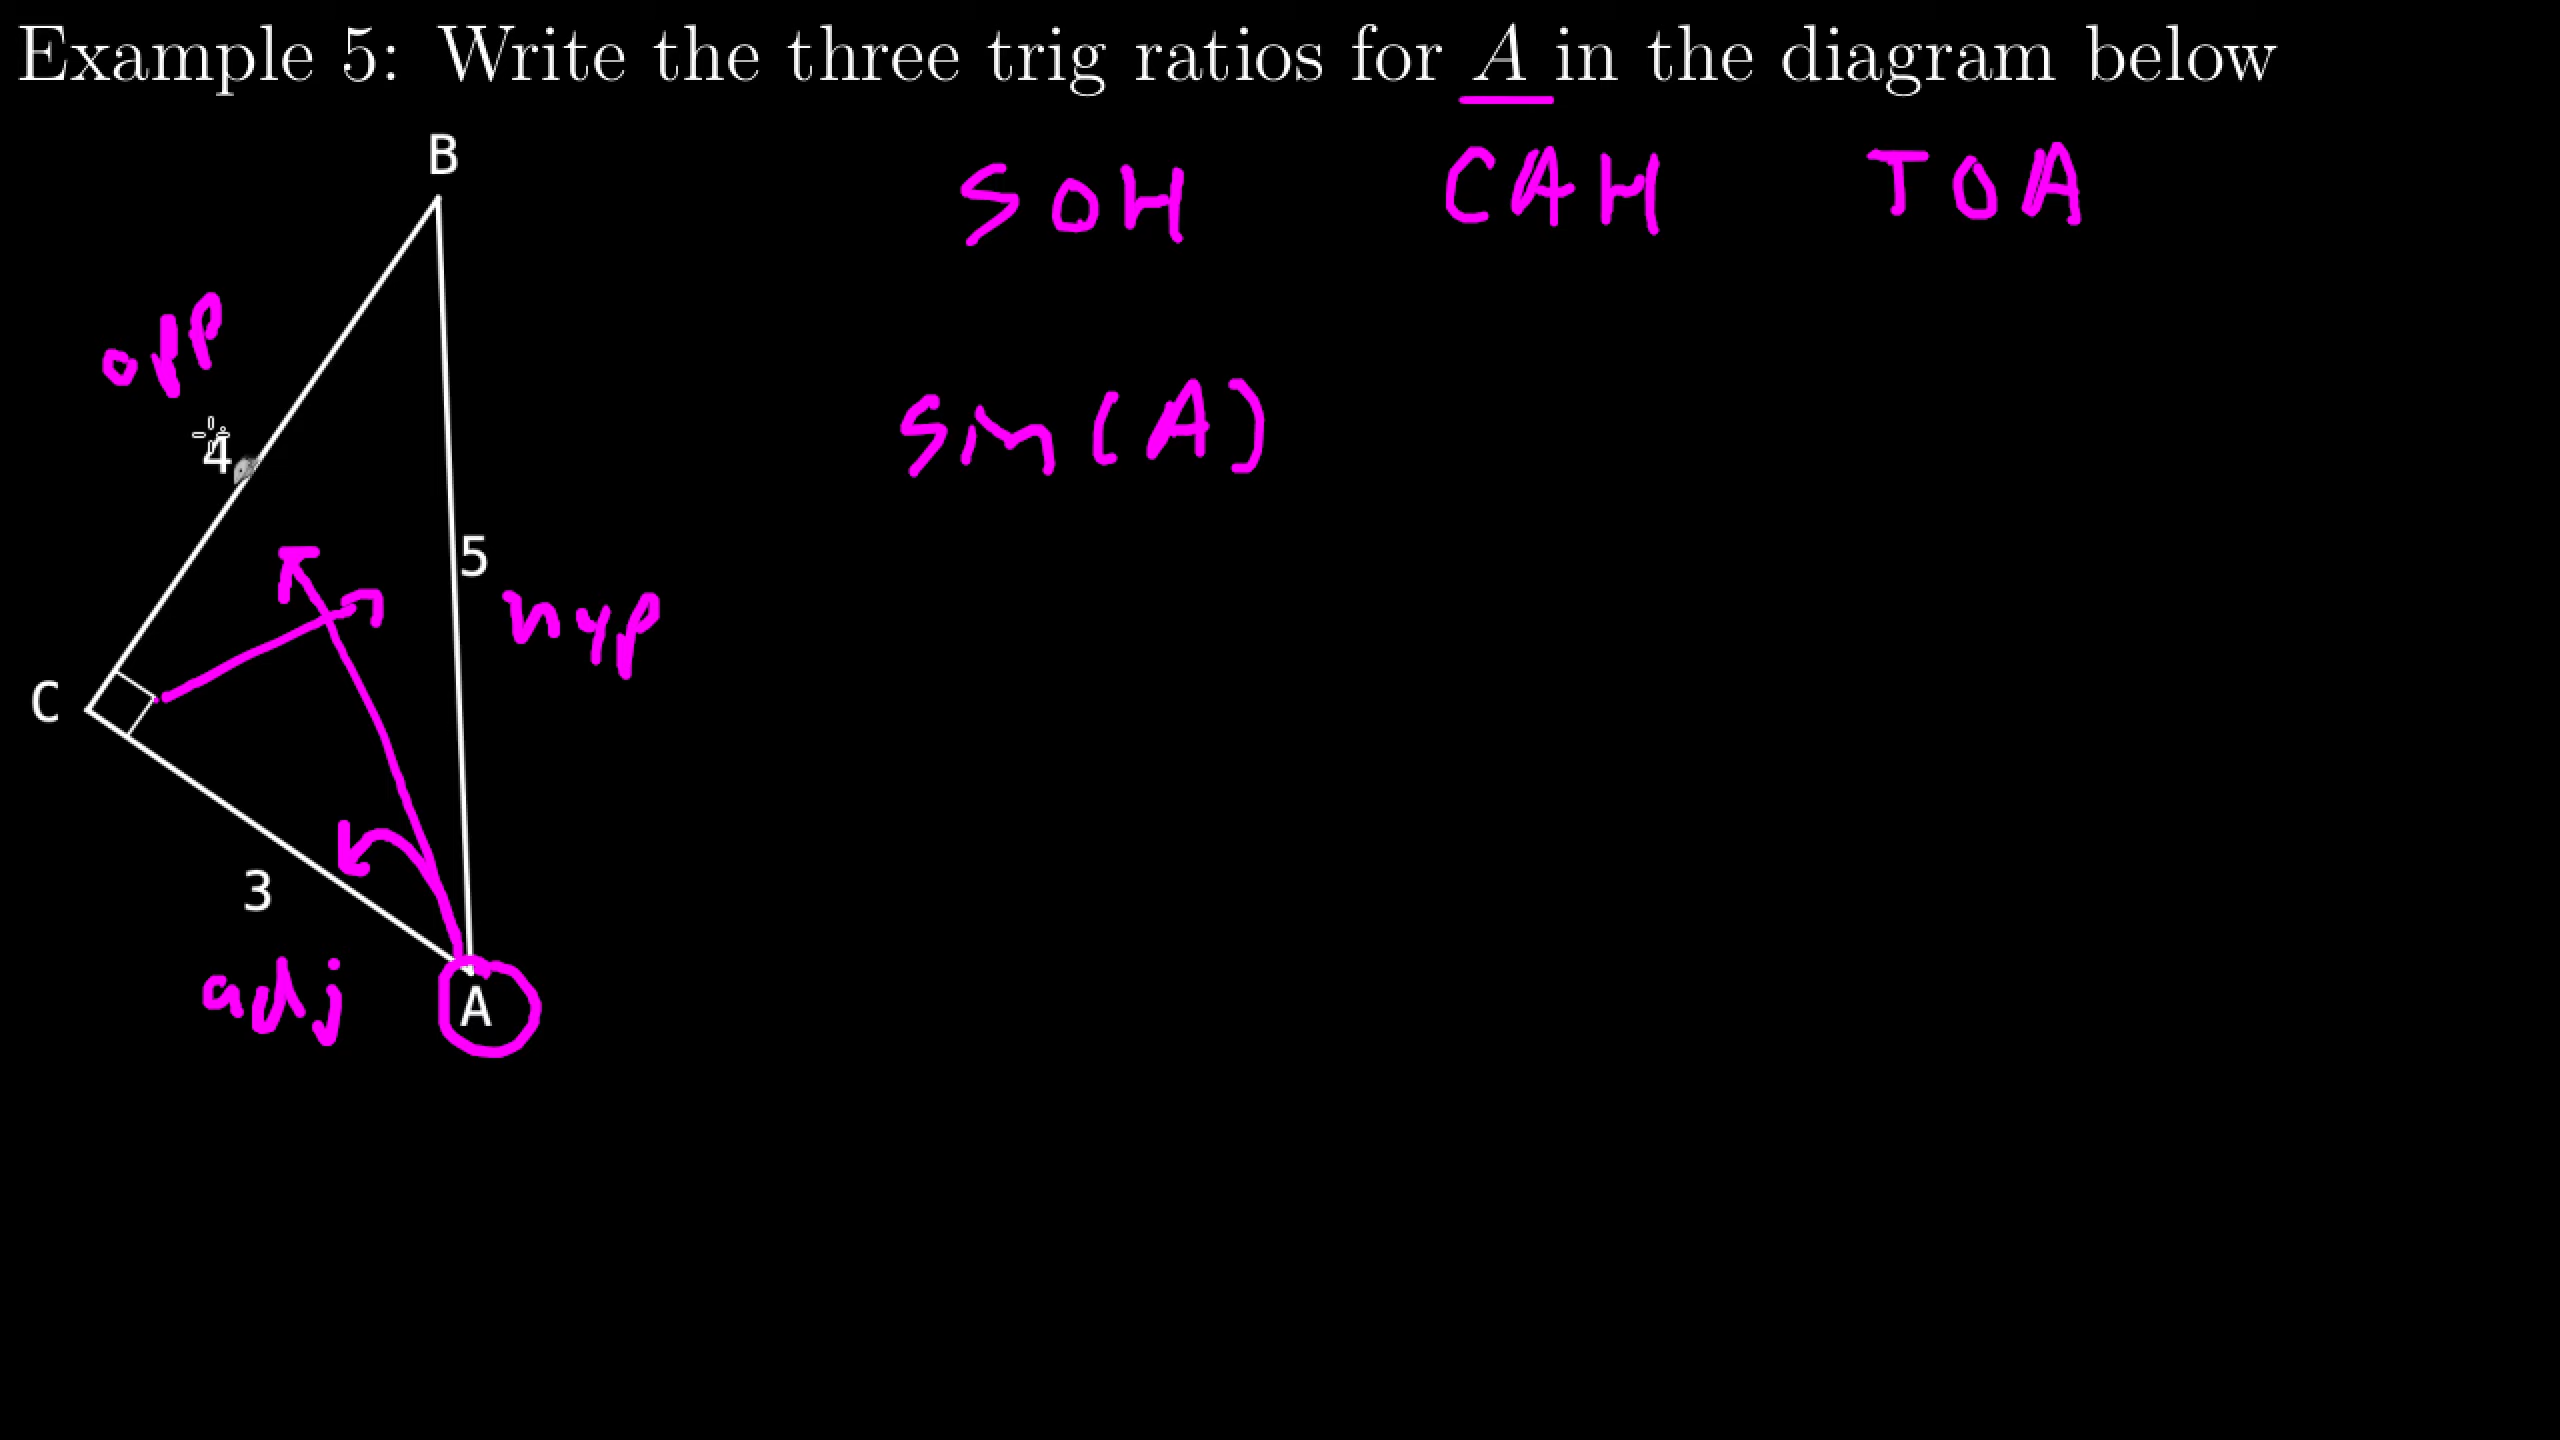 Example 5: Write the three trig ratios for A in the diagram below
B
SOH CAH TOA
opp
sin(A)
4
5
hyp
C
3
adj
A